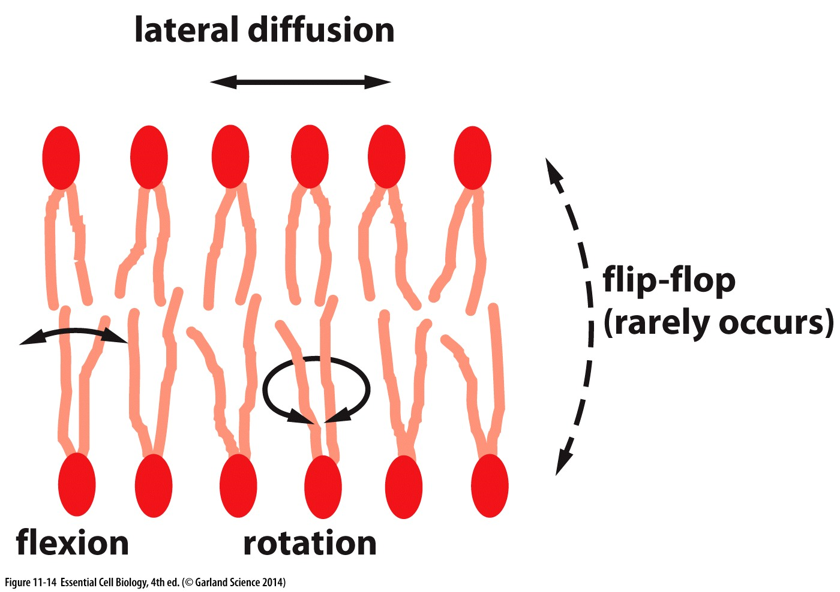 lateral diffusion
flip-flop
(rarely occurs)
flexion
rotation
Figure 11-14 Essential Cell Biology, 4th ed. (© Garland Science 2014)